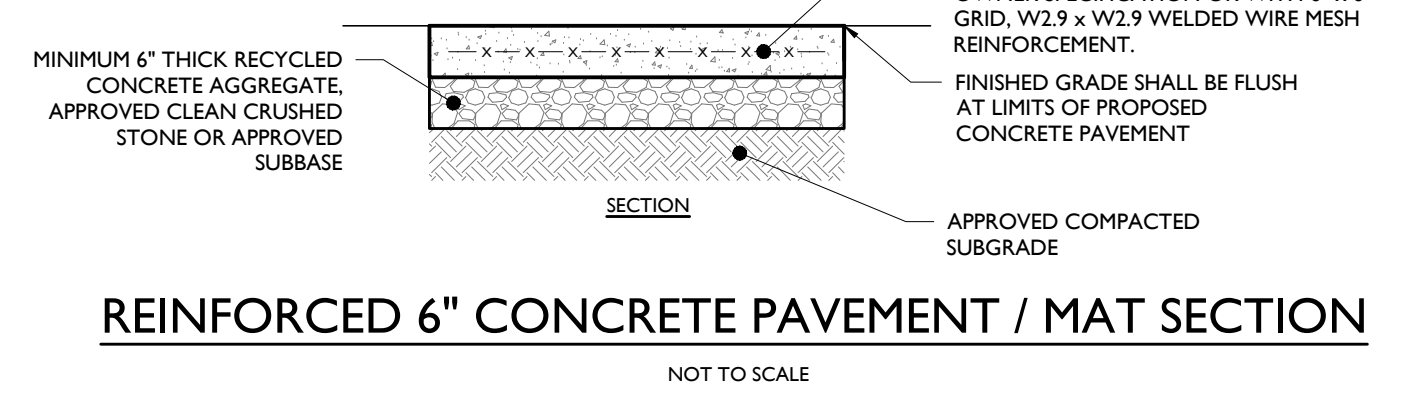 GRID, W2.9 x W2.9 WELDED WIRE MESH
REINFORCEMENT.
MINIMUM 6" THICK RECYCLED
CONCRETE AGGREGATE,
APPROVED CLEAN CRUSHED
STONE OR APPROVED
SUBBASE
x x x x x x x x
FINISHED GRADE SHALL BE FLUSH
AT LIMITS OF PROPOSED
CONCRETE PAVEMENT
SECTION
APPROVED COMPACTED
SUBGRADE
REINFORCED 6" CONCRETE PAVEMENT / MAT SECTION
NOT TO SCALE